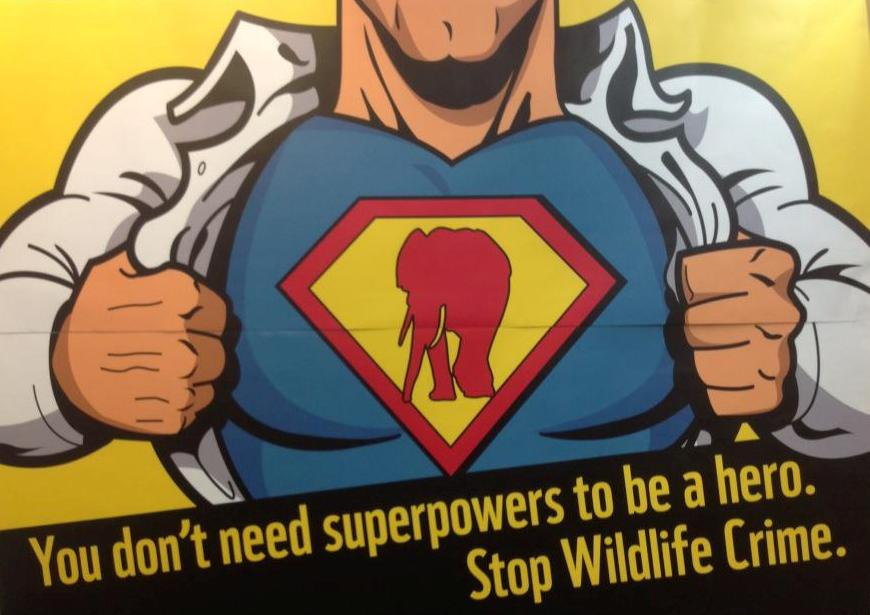 You don't need superpowers to be a hero.
Stop Wildlife Crime.